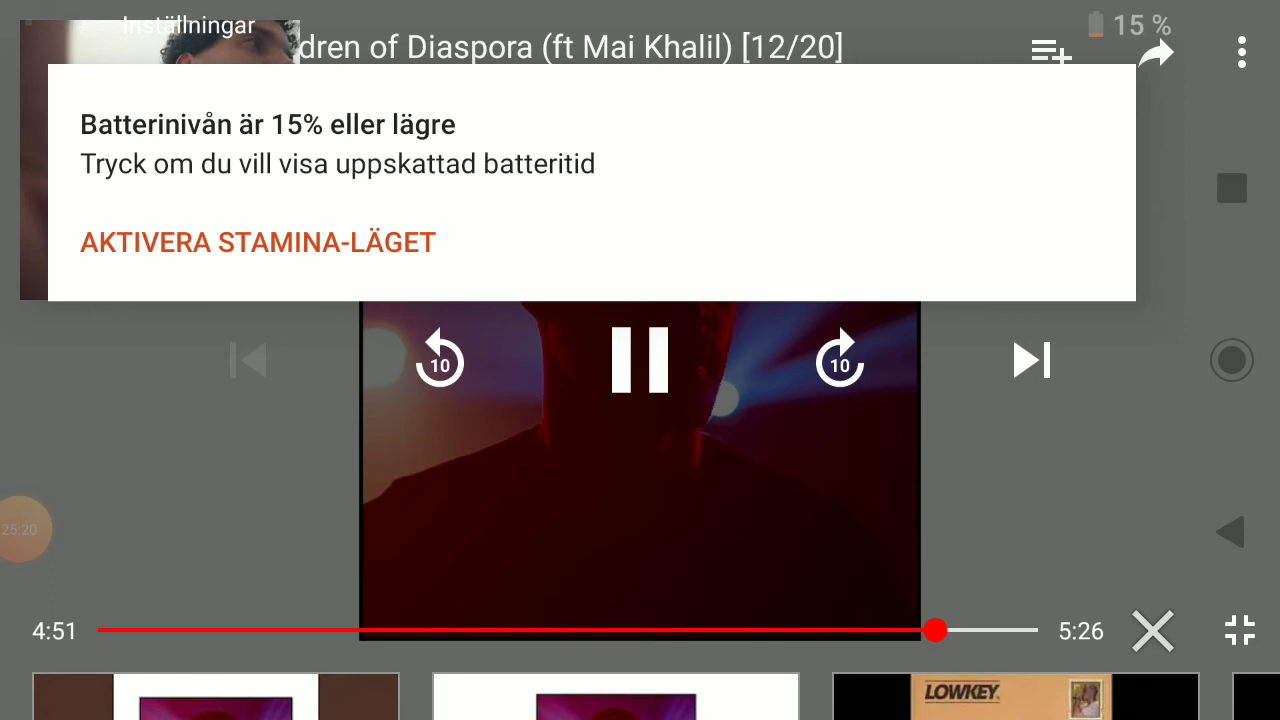 Inställningar
15 %
dren of Diaspora (ft Mai Khalil) [12/20]
Batterinivån är 15% eller lägre
Tryck om du vill visa uppskattad batteritid
AKTIVERA STAMINA-LÄGET
10
10
25:20
4:51
5:26
LOWKEY